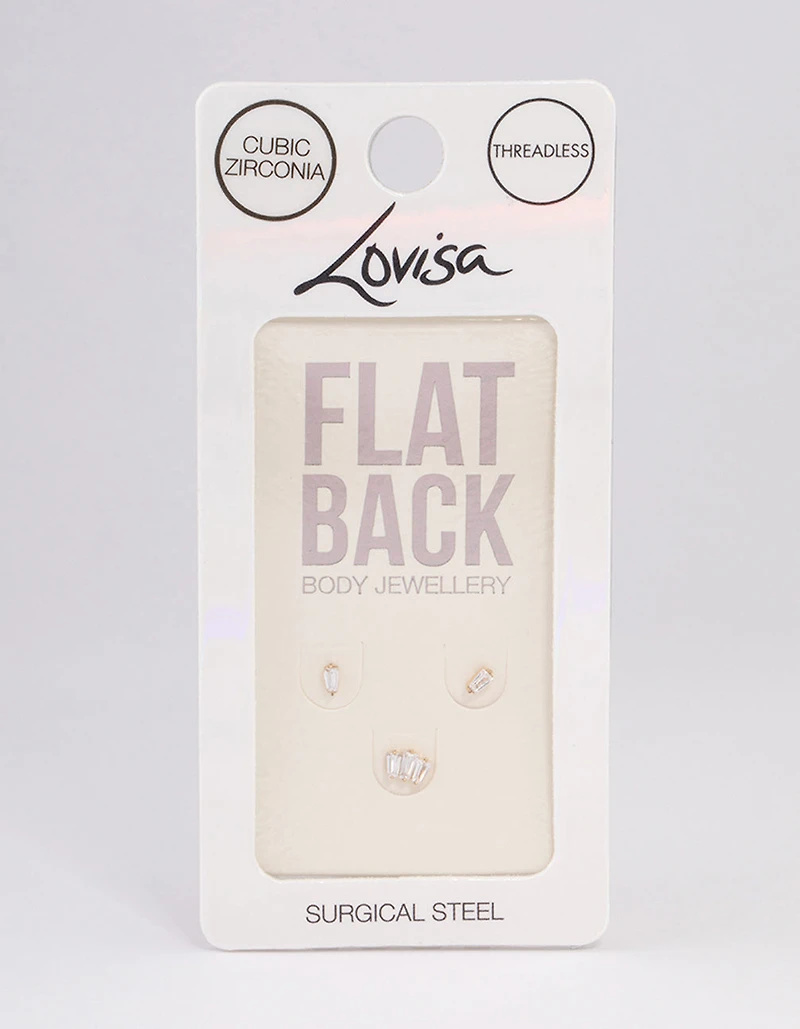 CUBIC
ZIRCONIA
THREADLESS
Lovisa
FLAT
BACK
BODY JEWELLERY
SURGICAL STEEL